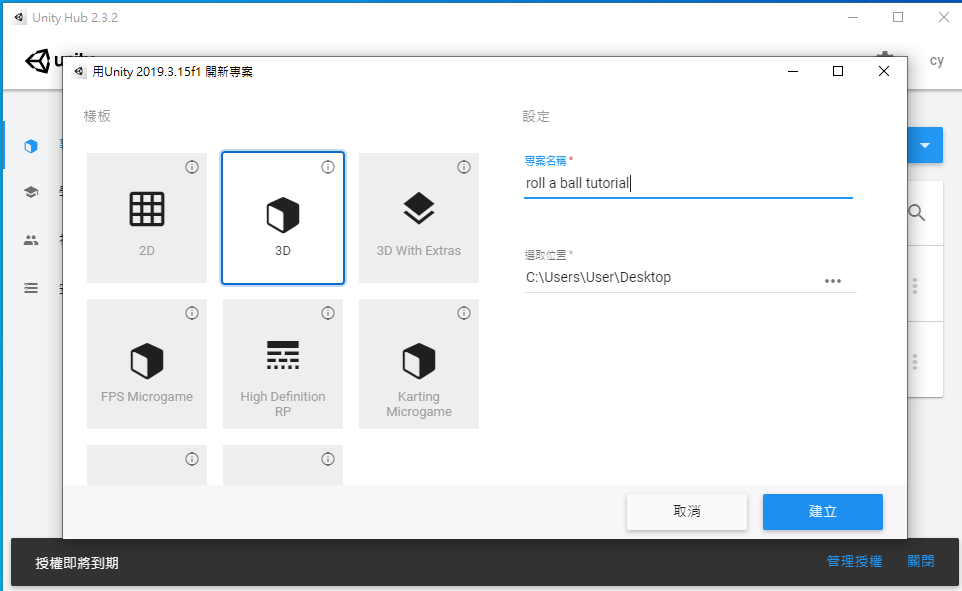 Unity Hub 2.3.2
cy
用Unity 2019.3.15f1 開新專案
樣板
設定
2D
3D
3D With Extras
FPS Microgame
High Definition
RP
Karting
Microgame
專案名稱*
roll a ball tutorial
選取位置*
C:\Users\User\Desktop
•••
取消
建立
授權即將到期
管理授權
關閉